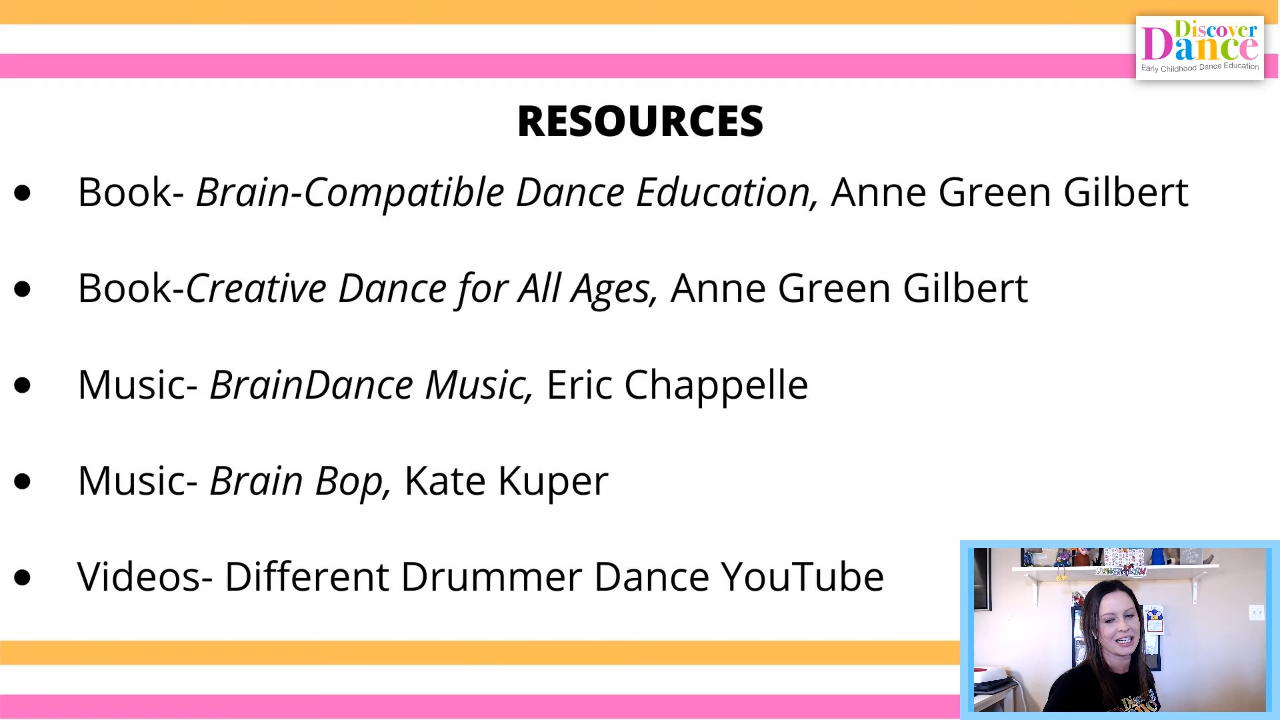 Discover
Dance
Early Childhood Dance Education
RESOURCES
• Book- Brain-Compatible Dance Education, Anne Green Gilbert
• Book-Creative Dance for All Ages, Anne Green Gilbert
• Music- BrainDance Music, Eric Chappelle
• Music- Brain Bop, Kate Kuper
• Videos- Different Drummer Dance YouTube